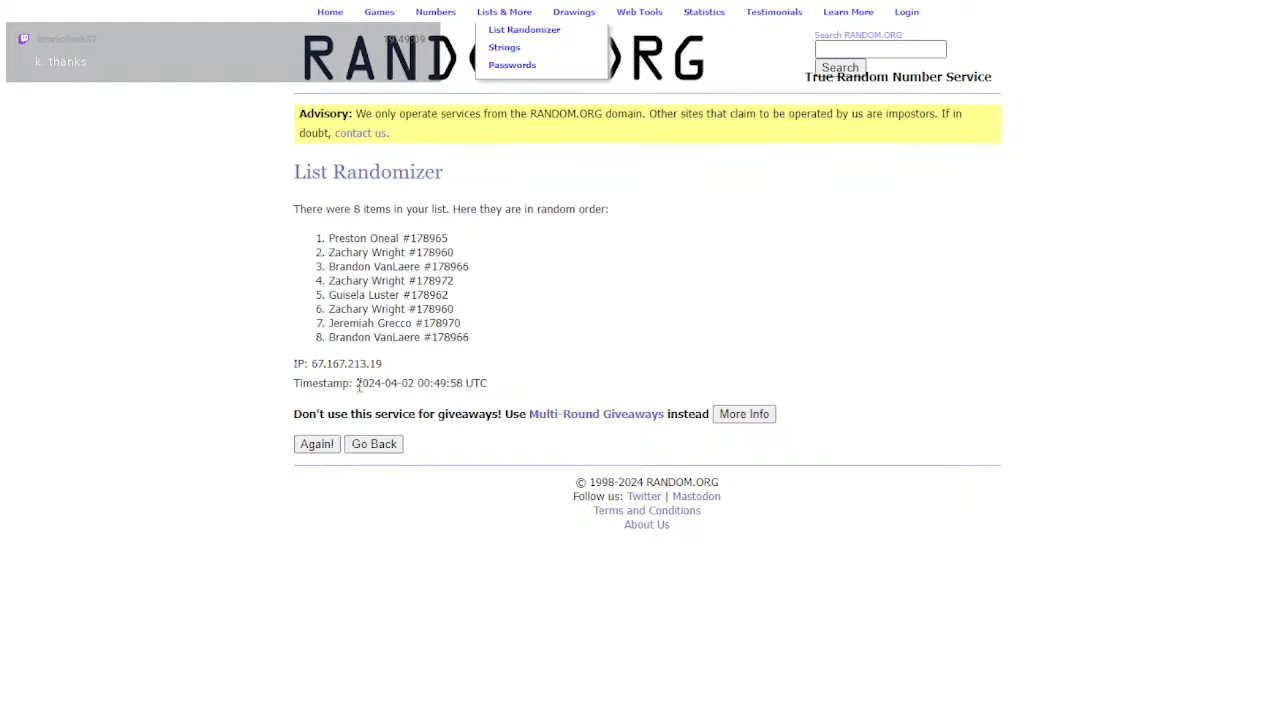 Home Games Numbers Lists & More Drawings Web Tools Statistics Testimonials Learn More Login
List Randomizer
Strings
Passwords
k. thanks
RAND ORG
Search RANDOM.ORG
Search
True Random Number Service
Advisory: We only operate services from the RANDOM.ORG domain. Other sites that claim to be operated by us are impostors. If in
doubt, contact us.
List Randomizer
There were 8 items in your list. Here they are in random order:
1. Preston Oneal #178965
2. Zachary Wright #178960
3. Brandon VanLaere #178966
4. Zachary Wright #178972
5. Guisela Luster #178962
6. Zachary Wright #178960
7. Jeremiah Grecco #178970
8. Brandon VanLaere #178966
IP: 67.167.213.19
Timestamp: 2024-04-02 00:49:58 UTC
Don't use this service for giveaways! Use Multi-Round Giveaways instead More Info
Again! Go Back
© 1998-2024 RANDOM.ORG
Follow us: Twitter | Mastodon
Terms and Conditions
About Us